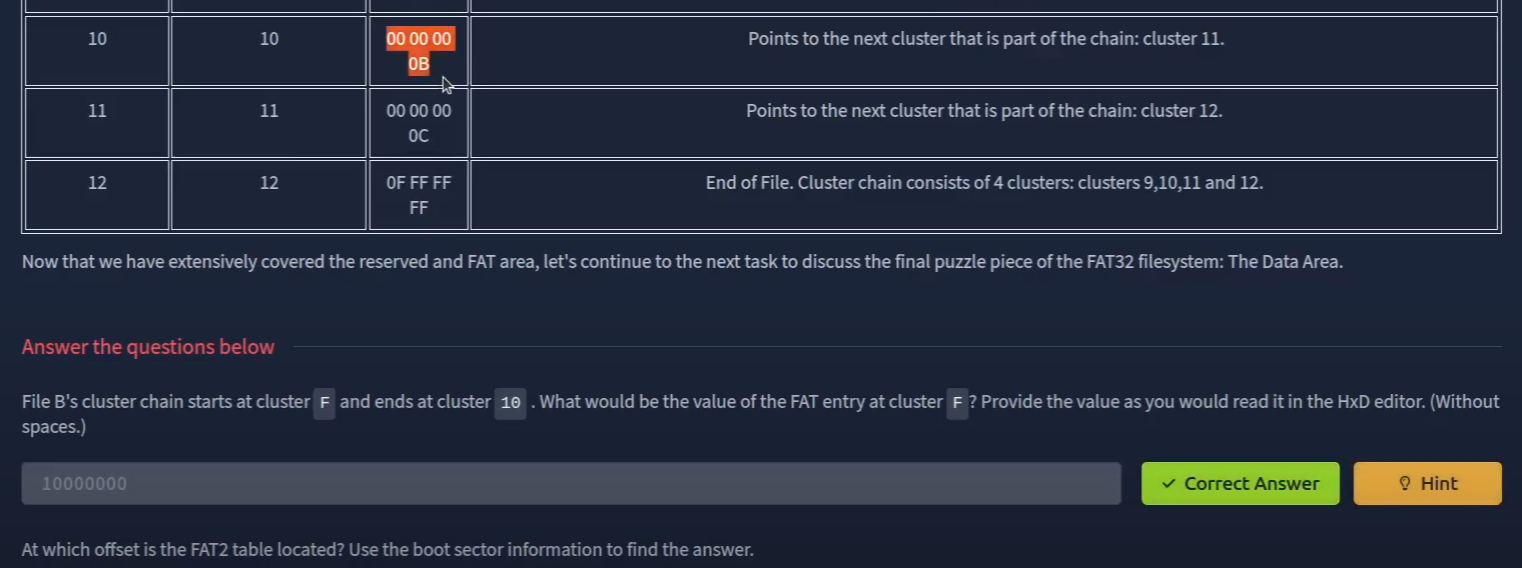 10 10 00 00 00 Points to the next cluster that is part of the chain: cluster 11.
0B
11 11 00 00 00 Points to the next cluster that is part of the chain: cluster 12.
0C
12 12 0F FF FF End of File. Cluster chain consists of 4 clusters: clusters 9,10,11 and 12.
FF
Now that we have extensively covered the reserved and FAT area, let's continue to the next task to discuss the final puzzle piece of the FAT32 filesystem: The Data Area.
Answer the questions below
File B's cluster chain starts at cluster F and ends at cluster 10 . What would be the value of the FAT entry at cluster F? Provide the value as you would read it in the HxD editor. (Without
spaces.)
10000000 Correct Answer Hint
At which offset is the FAT2 table located? Use the boot sector information to find the answer.